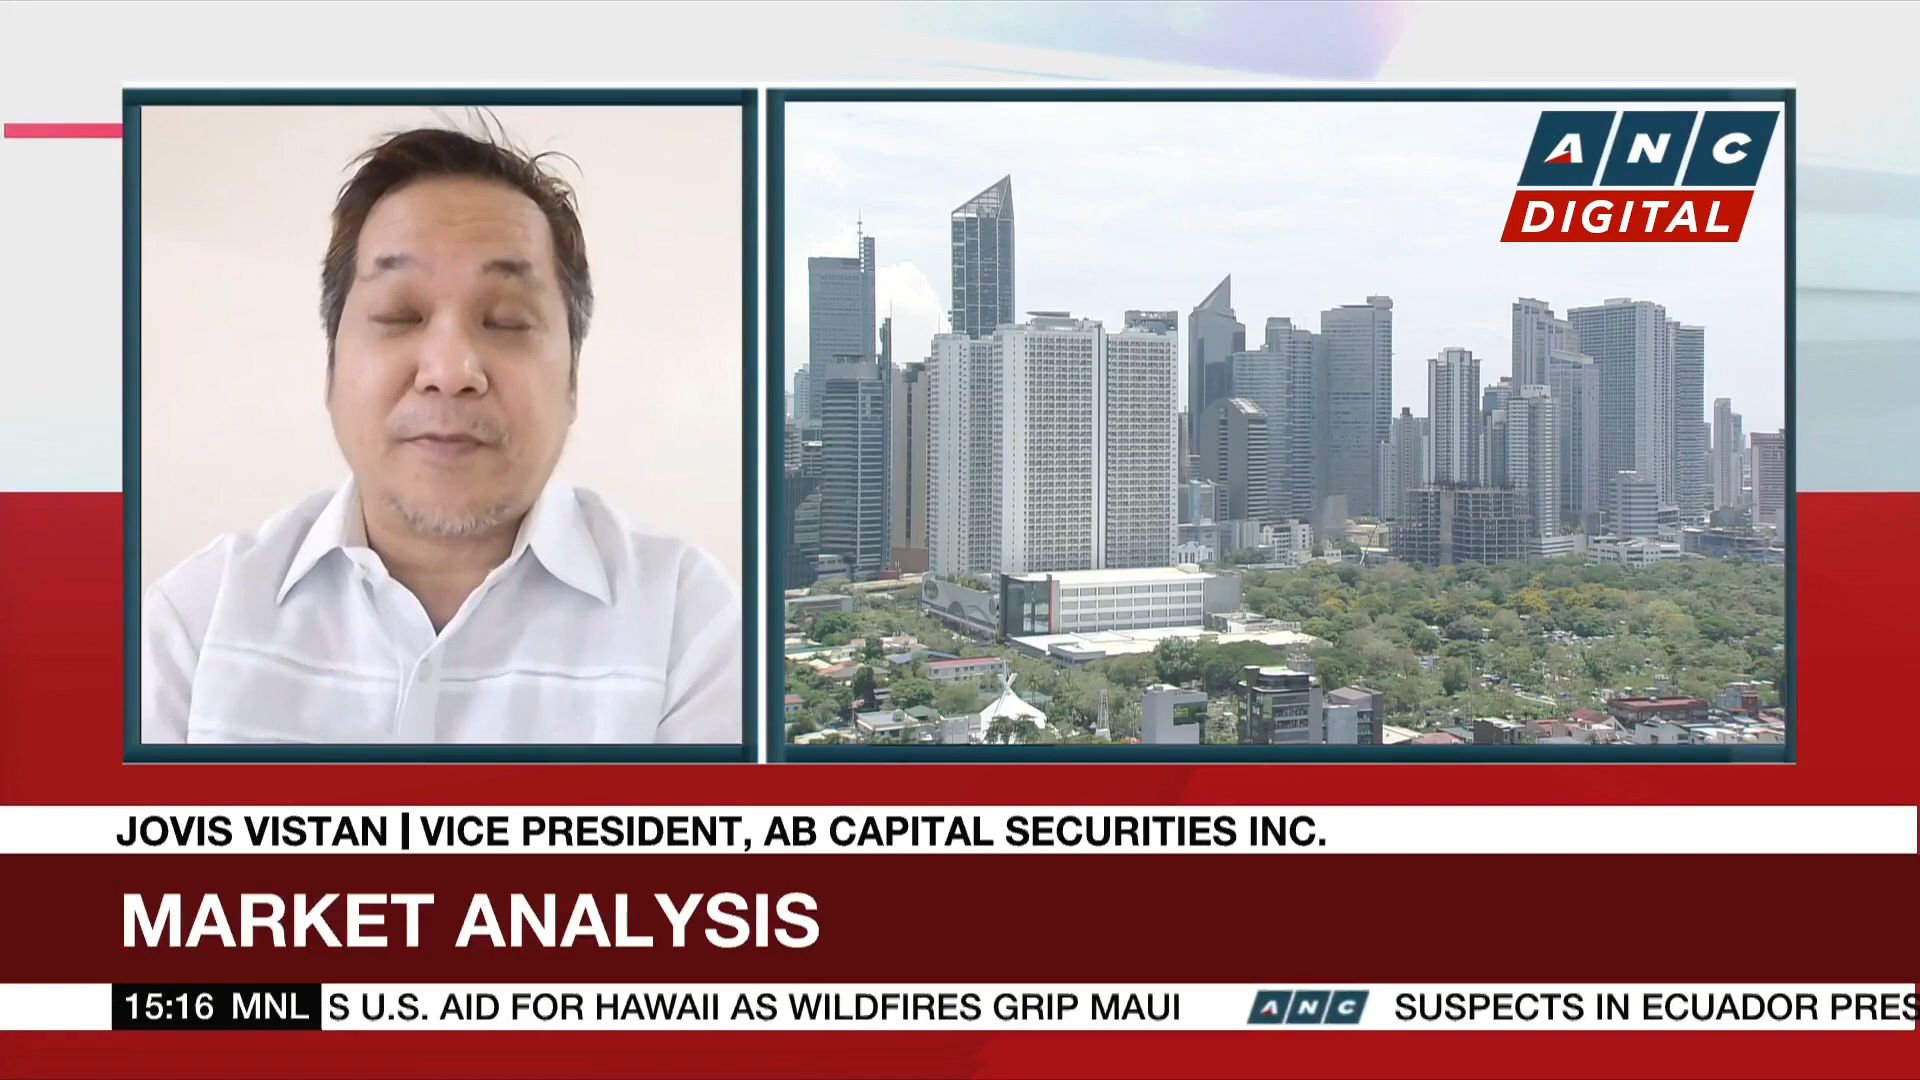 ANC
DIGITAL
JOVIS VISTAN | VICE PRESIDENT, AB CAPITAL SECURITIES INC.
MARKET ANALYSIS
15:16 MNL S U.S. AID FOR HAWAII AS WILDFIRES GRIP MAUI ANC SUSPECTS IN ECUADOR PRES